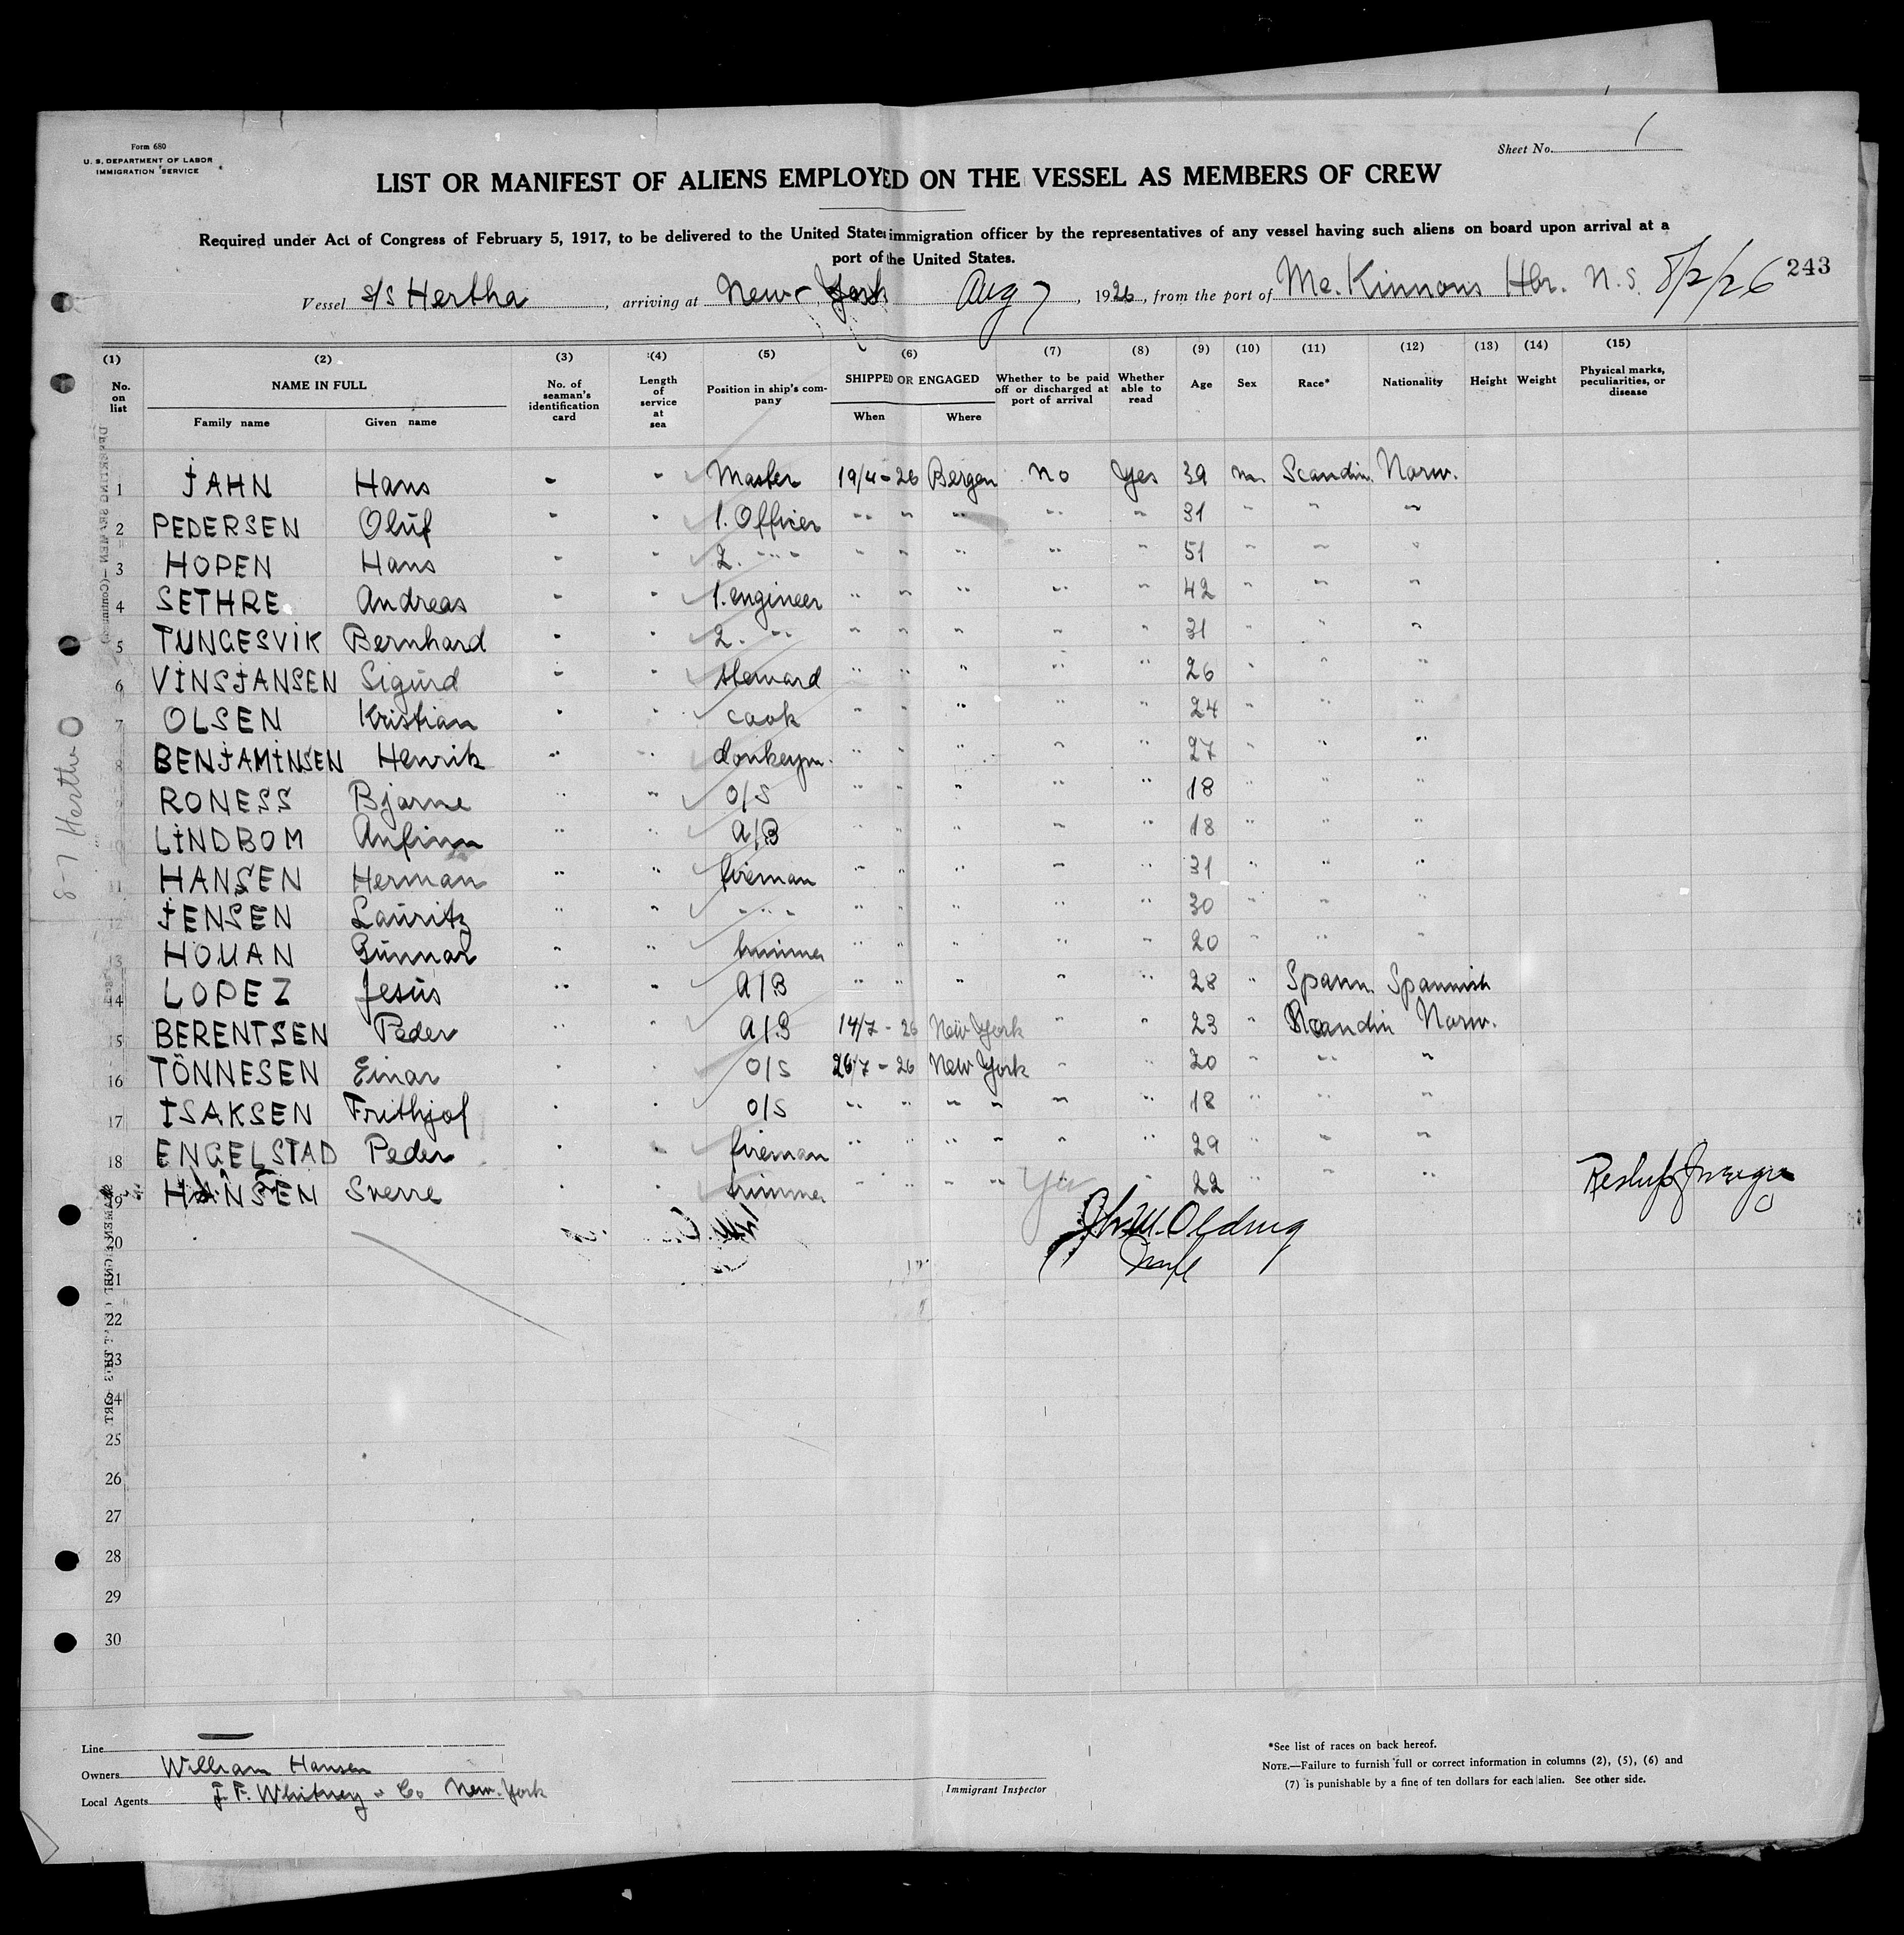 Form 680
U. S. DEPARTMENT OF LABOR
IMMIGRATION SERVICE
Sheet No. 1
LIST OR MANIFEST OF ALIENS EMPLOYED ON THE VESSEL AS MEMBERS OF CREW
Required under Act of Congress of February 5, 1917, to be delivered to the United States immigration officer by the representatives of any vessel having such aliens on board upon arrival at a
port of the United States.
243
Vessel S/S Hertha, arriving at New York Aug 7, 1926, from the port of Mc. Kinnons Hbr. N.S. 8/2/26
(1) (2) (3) (4) (5) (6) (7) (8) (9) (10) (11) (12) (13) (14) (15)
No. on list NAME IN FULL No. of seaman's identification card Length of service at sea Position in ship's company SHIPPED OR ENGAGED Whether to be paid off or discharged at port of arrival Whether able to read Age Sex Race* Nationality Height Weight Physical marks, peculiarities, or disease
Family name Given name When Where
1 JAHN Hans - - Master 19/4-26 Bergen no Yes 39 m Scandin. Norw.
2 PEDERSEN Oluf - - 1. Officer " " " " " 31 " " "
3 HOPEN Hans - - 2. " " " " " " 51 " " "
4 SETHRE Andreas - - 1. engineer " " " " " 42 " " "
5 TUNGESVIK Bernhard - - 2. " " " " " " 31 " " "
6 VINSJANSEN Sigurd - - steward " " " " " 26 " " "
7 OLSEN Kristian " " cook " " " " " 24 " " "
8 BENJAMINSEN Henrik " " donkeym. " " " " " 27 " " "
9 RONESS Bjarne " " O/S " " " " " 18 " " "
10 LINDBOM Anfinn " " A/B " " " " " 18 " " "
11 HANSEN Herman " " fireman " " " " " 31 " " "
12 JENSEN Lauritz " " " " " " " " 30 " " "
13 HOUAN Gunnar " " trimmer " " " " " 20 " " "
14 LOPEZ Jesus " " A/B " " " " " 28 " Spann. Spannish
15 BERENTSEN Peder " " A/B 14/7 - 26 New York " " 23 " Scandin Norw.
16 TÖNNESEN Einar " " O/S 26/7 - 26 New York " " 20 " " "
17 ISAKSEN Frithjof " " O/S " " " " " " 18 " " "
18 ENGELSTAD Peder " " fireman " " " " " " 29 " " "
19 HANSEN Sverre " " trimmer " " " " Yes " 22 " " "
20
21
22
23
24
25
26
27
28
29
30
8-7 Hertha
Line —
Owners William Hansen
Local Agents J. F. Whitney & Co New-York
Immigrant Inspector
*See list of races on back hereof.
NOTE.—Failure to furnish full or correct information in columns (2), (5), (6) and
(7) is punishable by a fine of ten dollars for each alien. See other side.